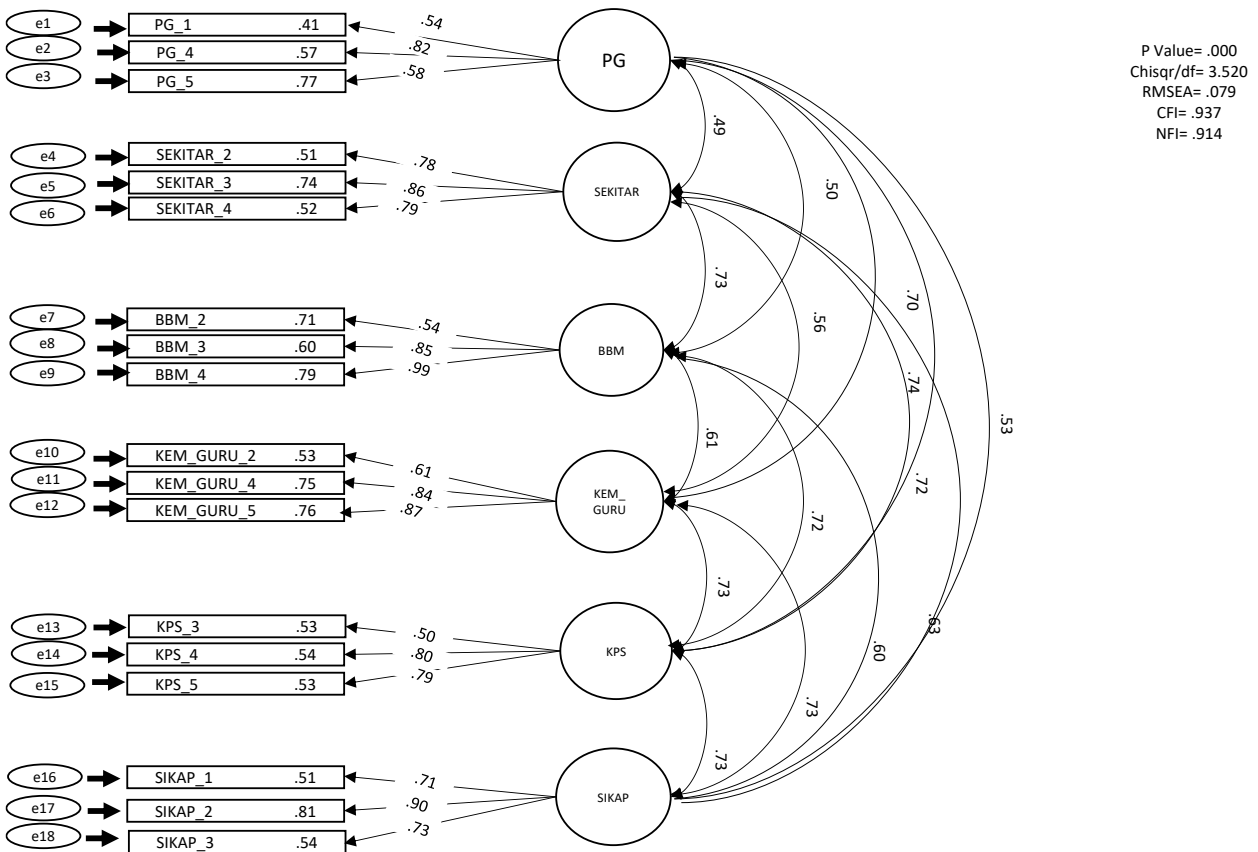 e1 PG_1 .41 .54
e2 PG_4 .57 .82
e3 PG_5 .77 .58
PG
P Value= .000
Chisqr/df= 3.520
RMSEA= .079
CFI= .937
NFI= .914
.49
e4 SEKITAR_2 .51 .78
e5 SEKITAR_3 .74 .86
e6 SEKITAR_4 .52 .79
SEKITAR
.50
.73
.70
.56
e7 BBM_2 .71 .54
e8 BBM_3 .60 .85
e9 BBM_4 .79 .99
BBM
.74
.53
.61
e10 KEM_GURU_2 .53 .61
e11 KEM_GURU_4 .75 .84
e12 KEM_GURU_5 .76 .87
KEM_
GURU
.72
.72
.73
e13 KPS_3 .53 .50
e14 KPS_4 .54 .80
e15 KPS_5 .53 .79
KPS
.63
.60
.73
.73
e16 SIKAP_1 .51 .71
e17 SIKAP_2 .81 .90
e18 SIKAP_3 .54 .73
SIKAP